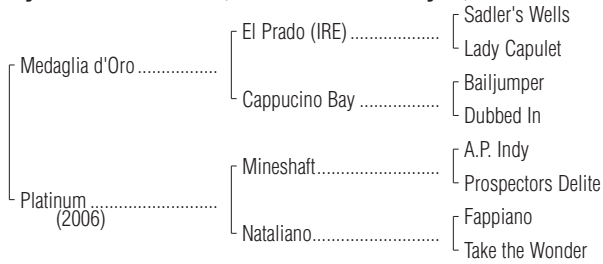 Sadler's Wells
El Prado (IRE) ...................
Lady Capulet
Medaglia d'Oro .................
Bailjumper
Cappucino Bay .................
Dubbed In
A.P. Indy
Mineshaft..........................
Prospectors Delite
Platinum ...........................
(2006)
Fappiano
Nataliano...........................
Take the Wonder